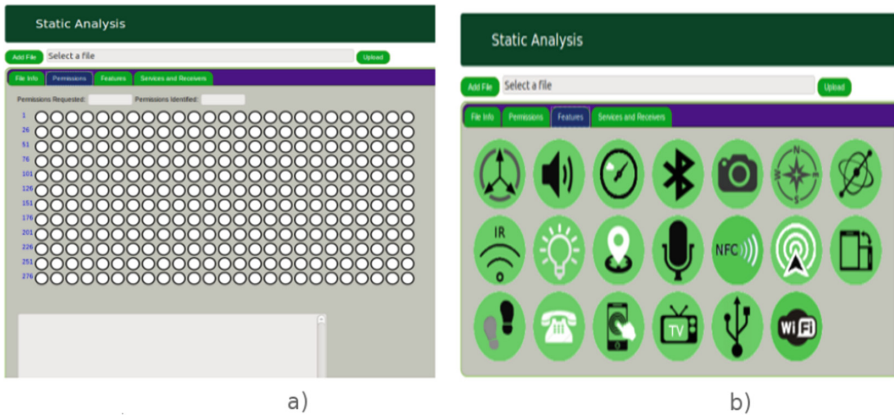 Static Analysis
Add File Select a file Upload
File Info Permissions Features Services and Receivers
Permissions Requested: Permissions Identified:
1
26
51
76
101
126
151
176
201
226
251
276
a)
Static Analysis
Add File Select a file Upload
File Info Permissions Features Services and Receivers
N
W E
S
IR
NFC
TV
WiFi
b)